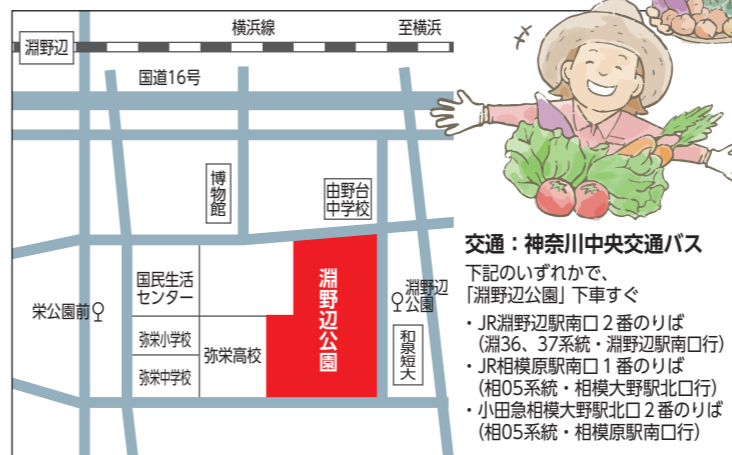 横浜線
至横浜
淵野辺
国道16号
博物館
由野台
中学校
国民生活
センター
淵野辺公園
淵野辺
公園
栄公園前
弥栄小学校
弥栄高校
弥栄中学校
和泉短大
交通：神奈川中央交通バス
下記のいずれかで、
「淵野辺公園」下車すぐ
・JR淵野辺駅南口２番のりば
（淵36、37系統・淵野辺駅南口行）
・JR相模原駅南口１番のりば
（相05系統・相模大野駅北口行）
・小田急相模大野駅北口２番のりば
（相05系統・相模原駅南口行）